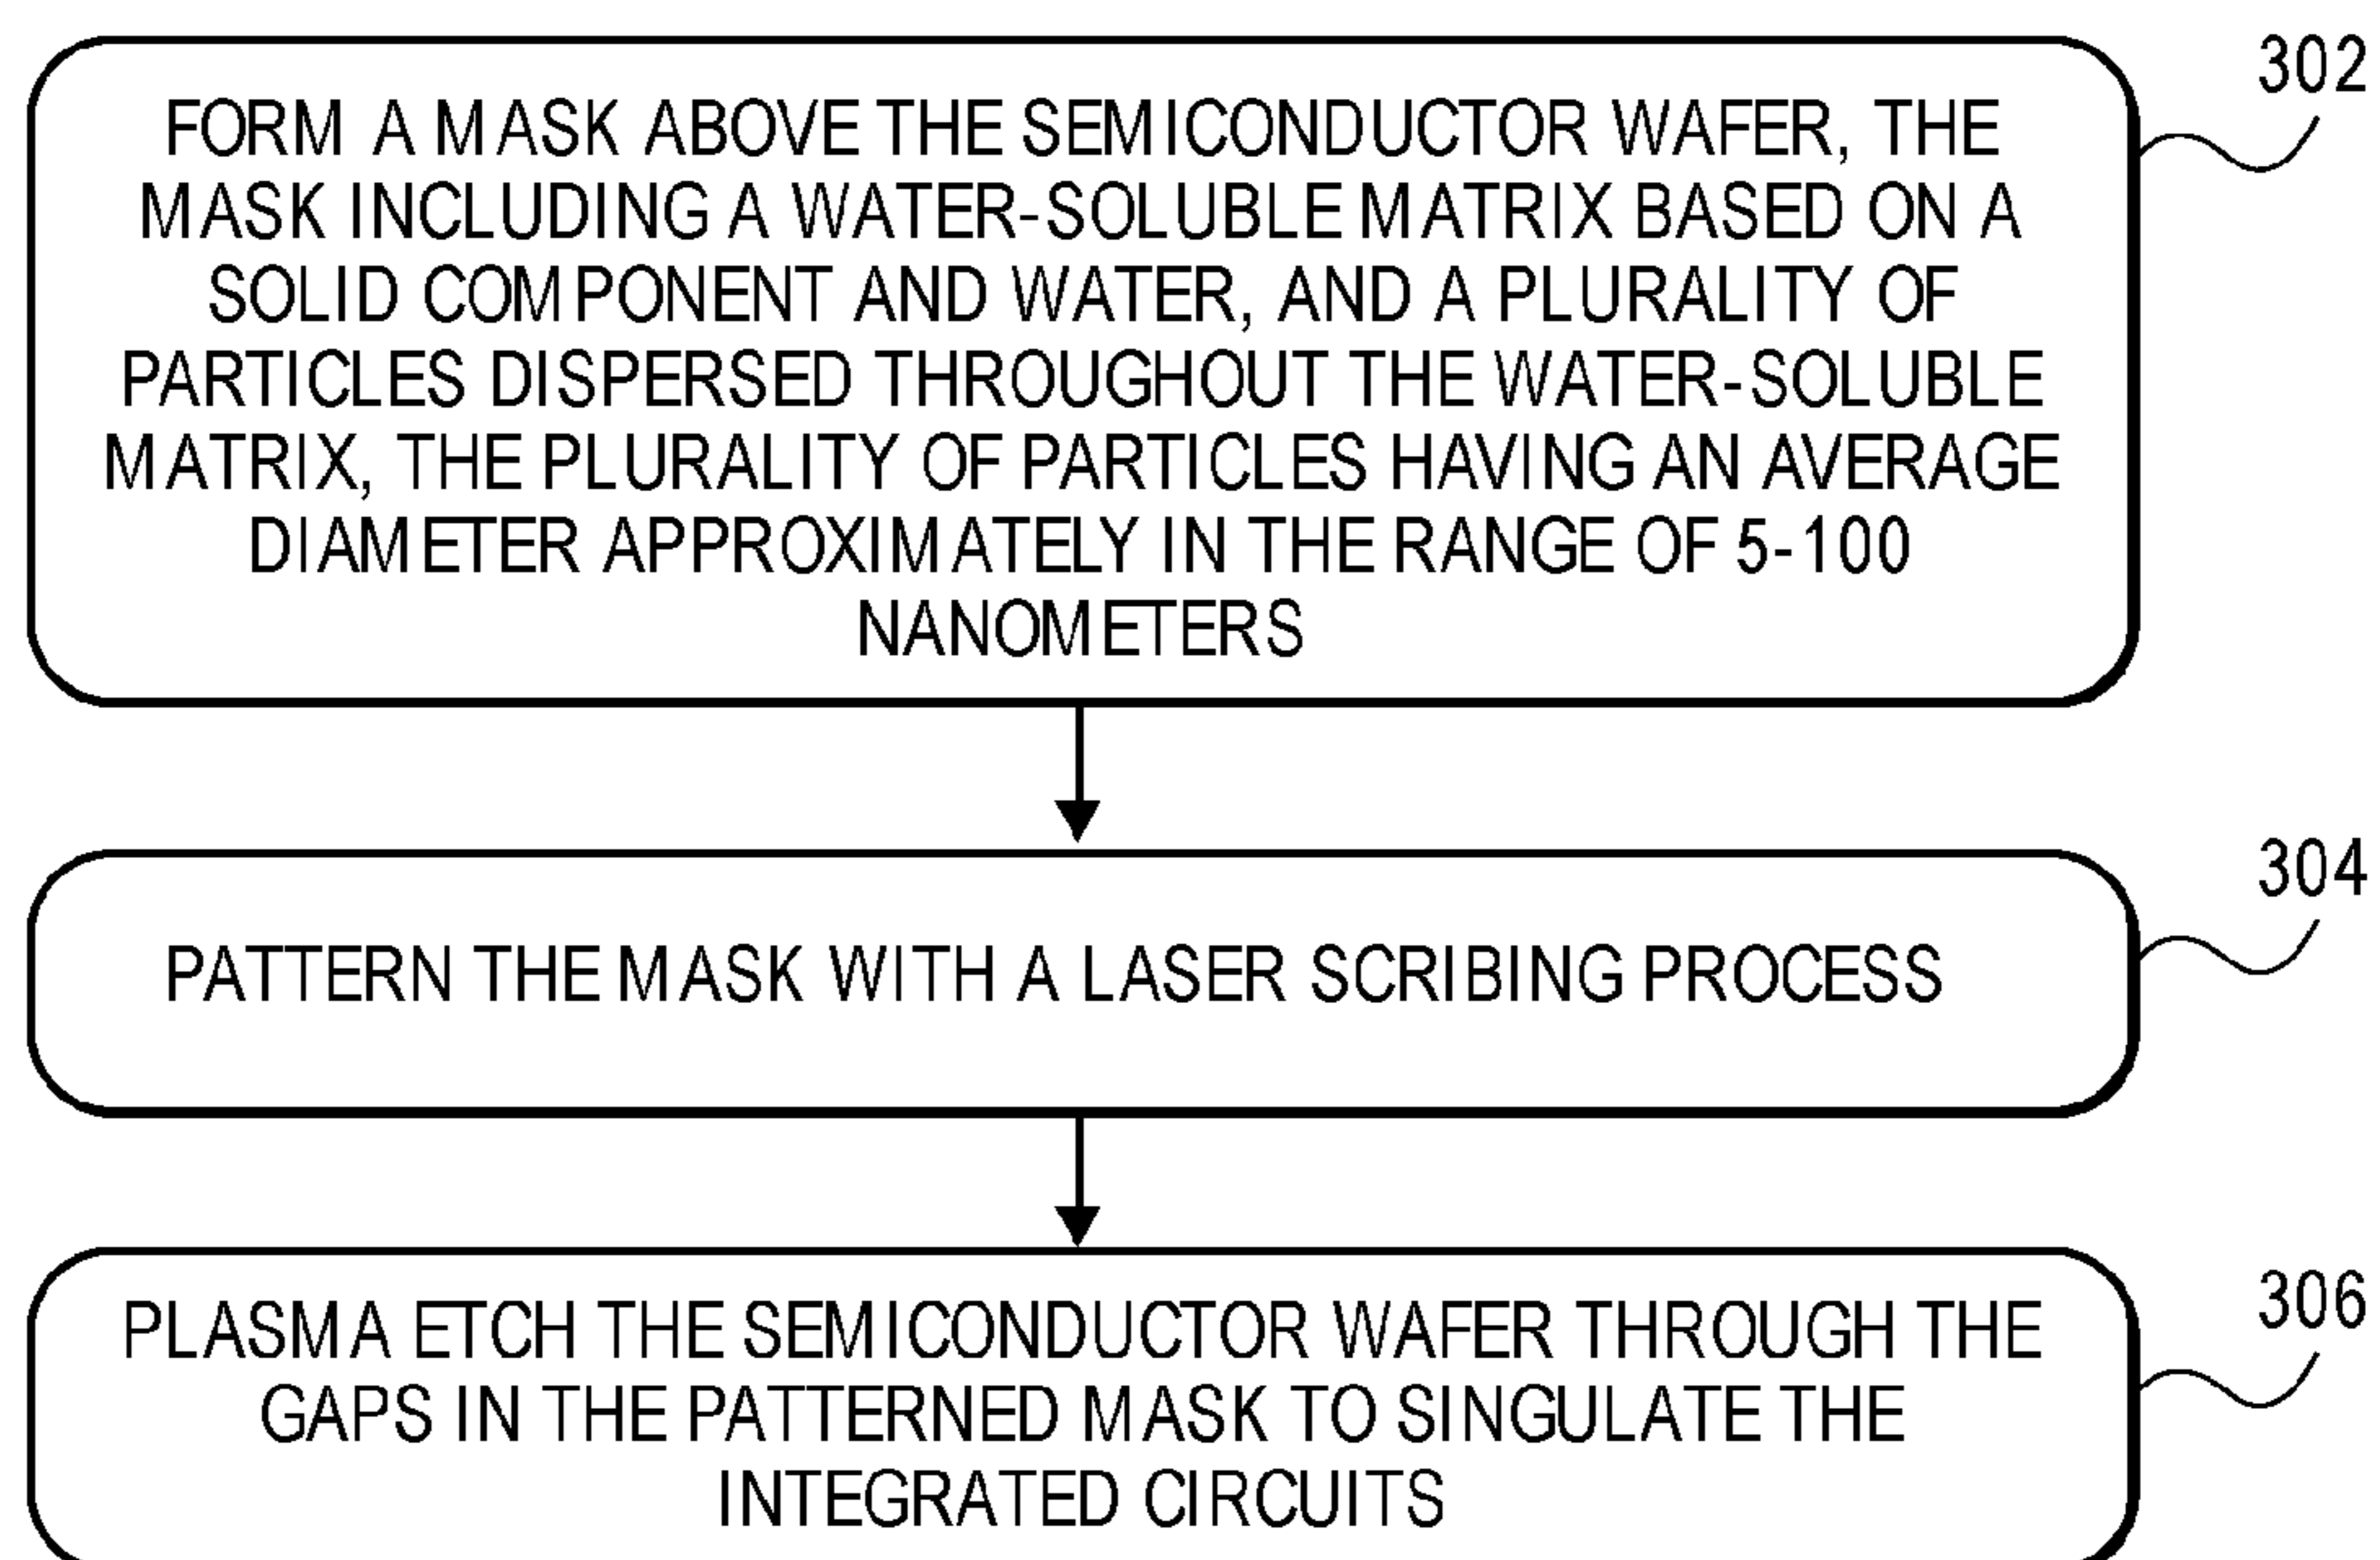 302
FORM A MASK ABOVE THE SEMICONDUCTOR WAFER, THE
MASK INCLUDING A WATER-SOLUBLE MATRIX BASED ON A
SOLID COMPONENT AND WATER, AND A PLURALITY OF
PARTICLES DISPERSED THROUGHOUT THE WATER-SOLUBLE
MATRIX, THE PLURALITY OF PARTICLES HAVING AN AVERAGE
DIAMETER APPROXIMATELY IN THE RANGE OF 5-100
NANOMETERS
304
PATTERN THE MASK WITH A LASER SCRIBING PROCESS
306
PLASMA ETCH THE SEMICONDUCTOR WAFER THROUGH THE
GAPS IN THE PATTERNED MASK TO SINGULATE THE
INTEGRATED CIRCUITS